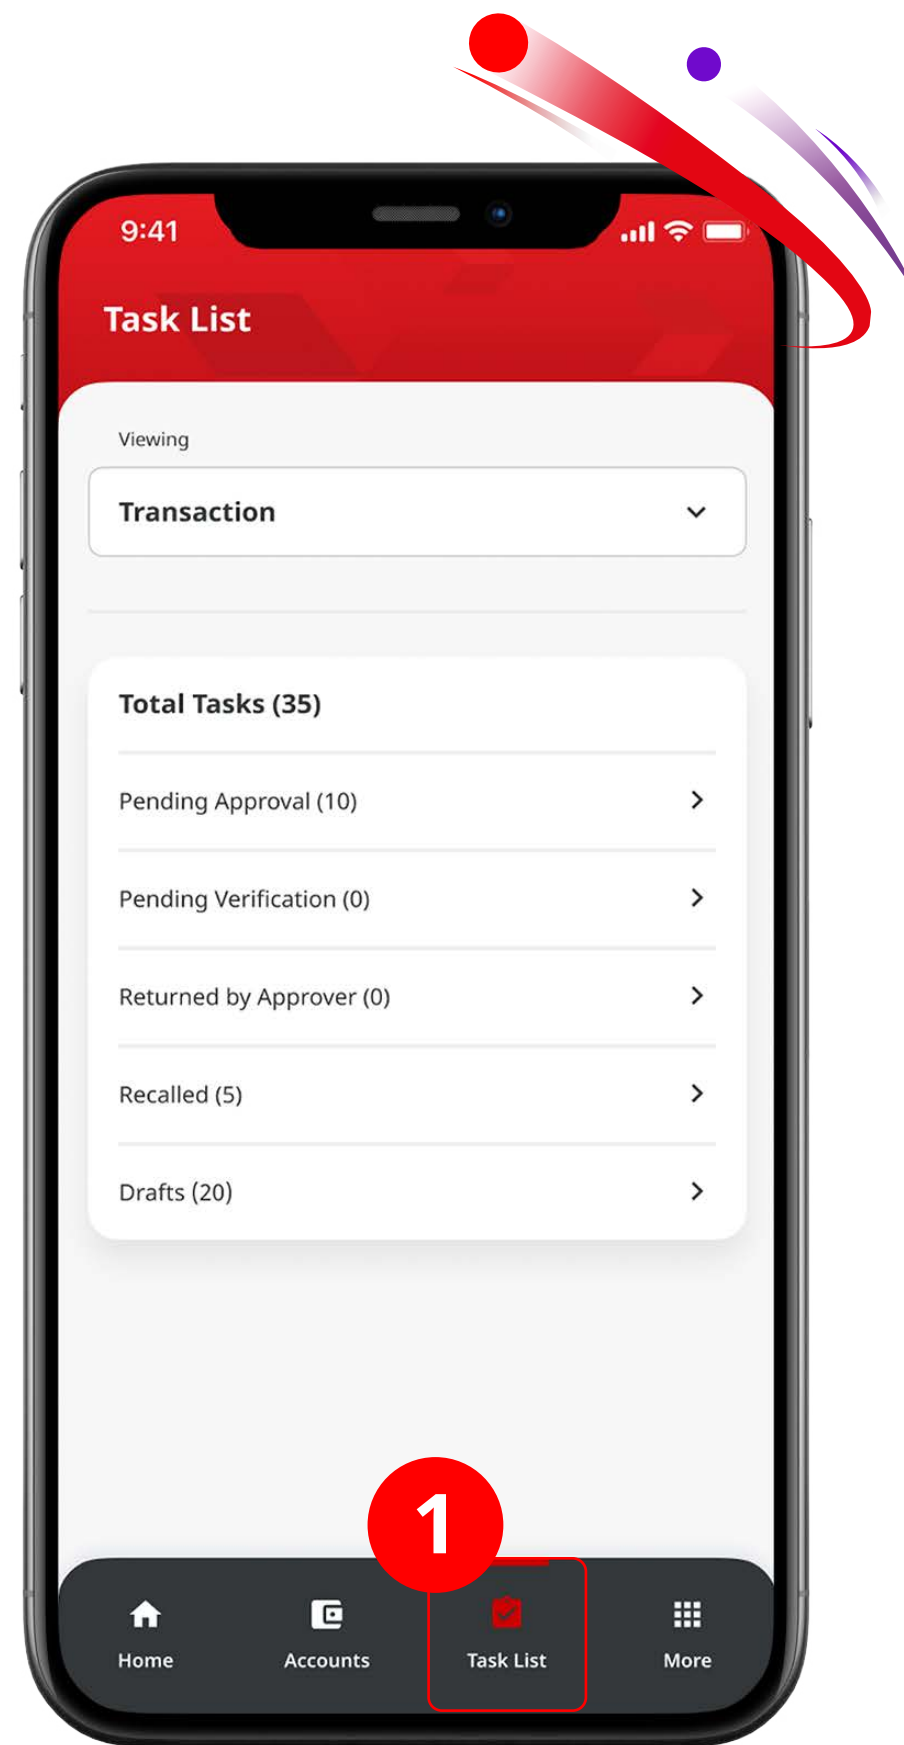 9:41
Task List
Viewing
Transaction
Total Tasks (35)
Pending Approval (10)
Pending Verification (0)
Returned by Approver (0)
Recalled (5)
Drafts (20)
1
Home Accounts Task List More